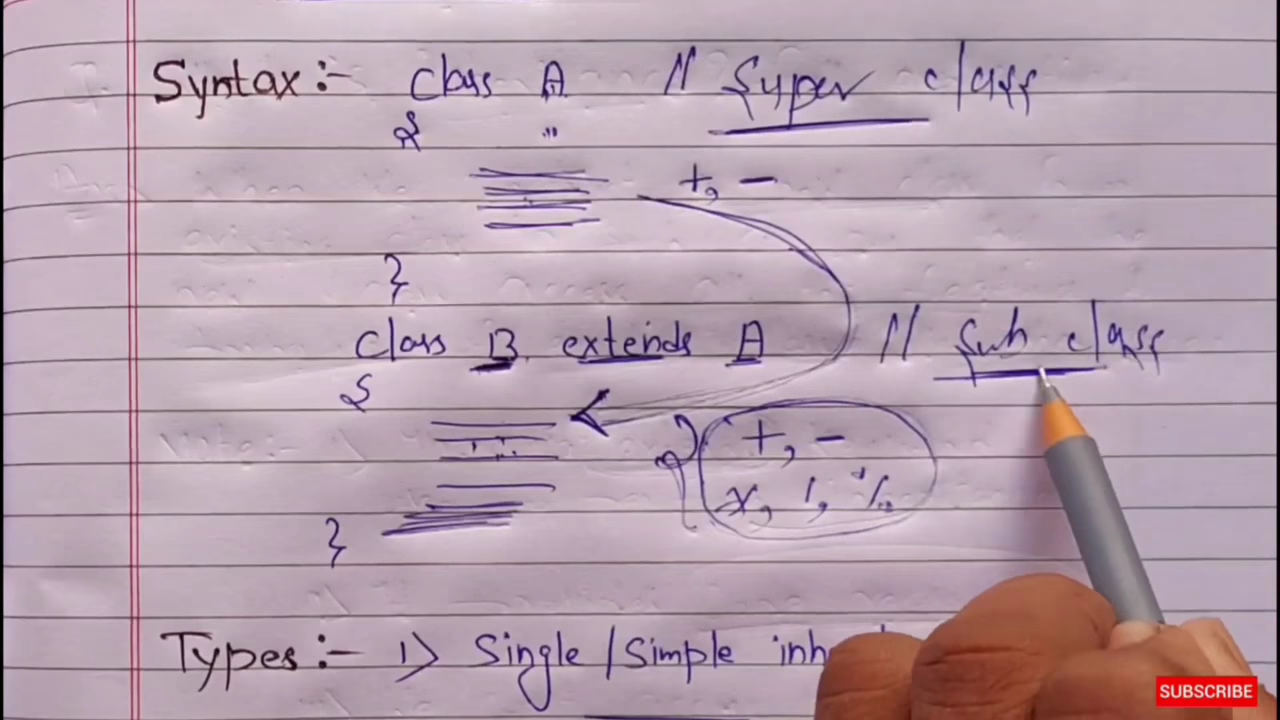 Syntax :- class A // Super class
{
+, -
}
class B extends A // Sub class
{
+, -
x, /, %
}
Types :- 1) Single / Simple
SUBSCRIBE